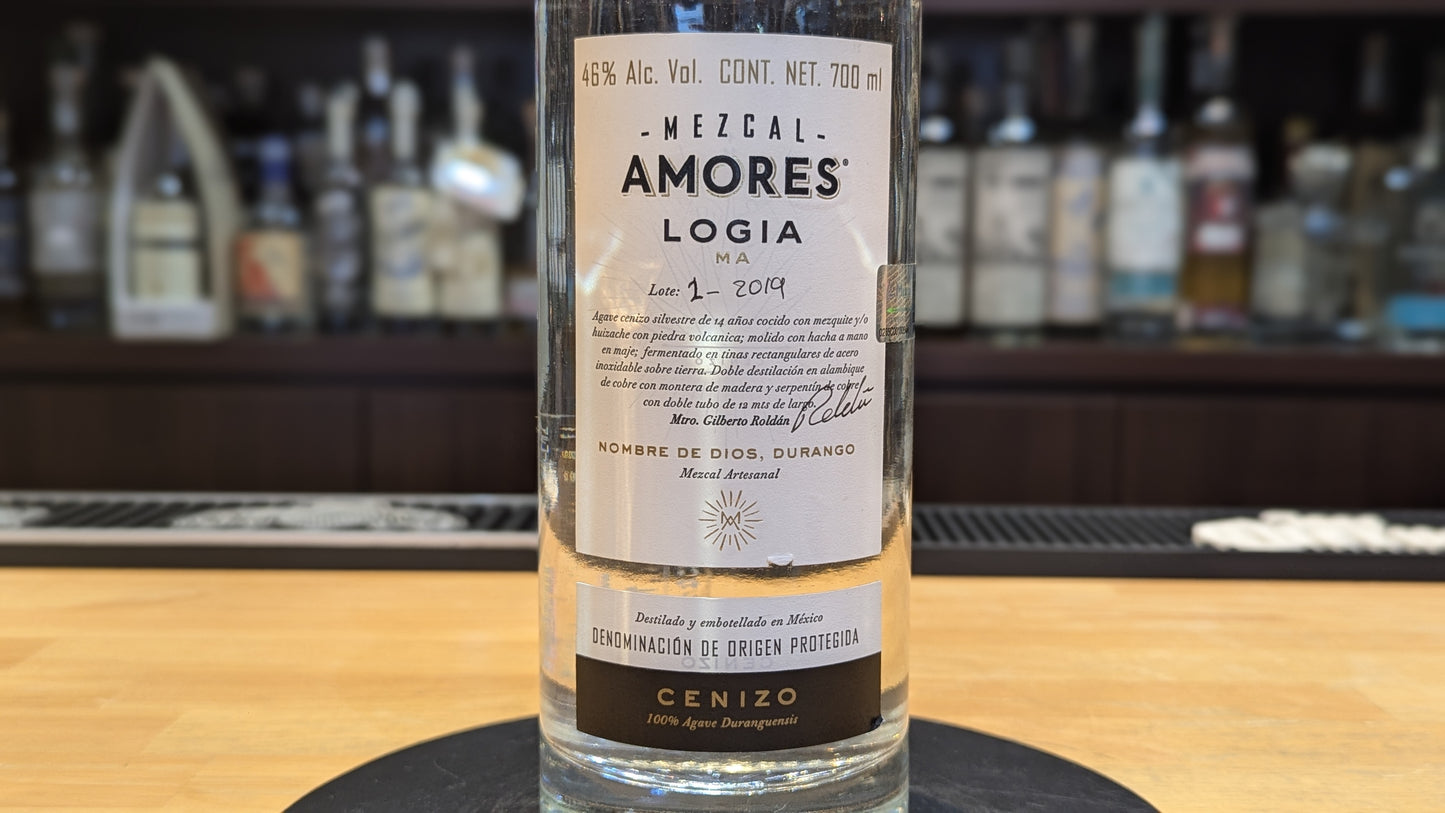 46% Alc. Vol. CONT. NET. 700 ml
-MEZCAL-
AMORES®
LOGIA
MA
Lote: 1- 2019
Agave cenizo silvestre de 14 años cocido con mezquite y/o
huizache con piedra volcanica; molido con hacha a mano
en maje; fermentado en tinas rectangulares de acero
inoxidable sobre tierra. Doble destilación en alambique
de cobre con montera de madera y serpentín de cobre
con doble tubo de 12 mts de largo.
Mtro. Gilberto Roldán
NOMBRE DE DIOS, DURANGO
Mezcal Artesanal
Destilado y embotellado en México
DENOMINACIÓN DE ORIGEN PROTEGIDA
CENIZO
100% Agave Duranguensis